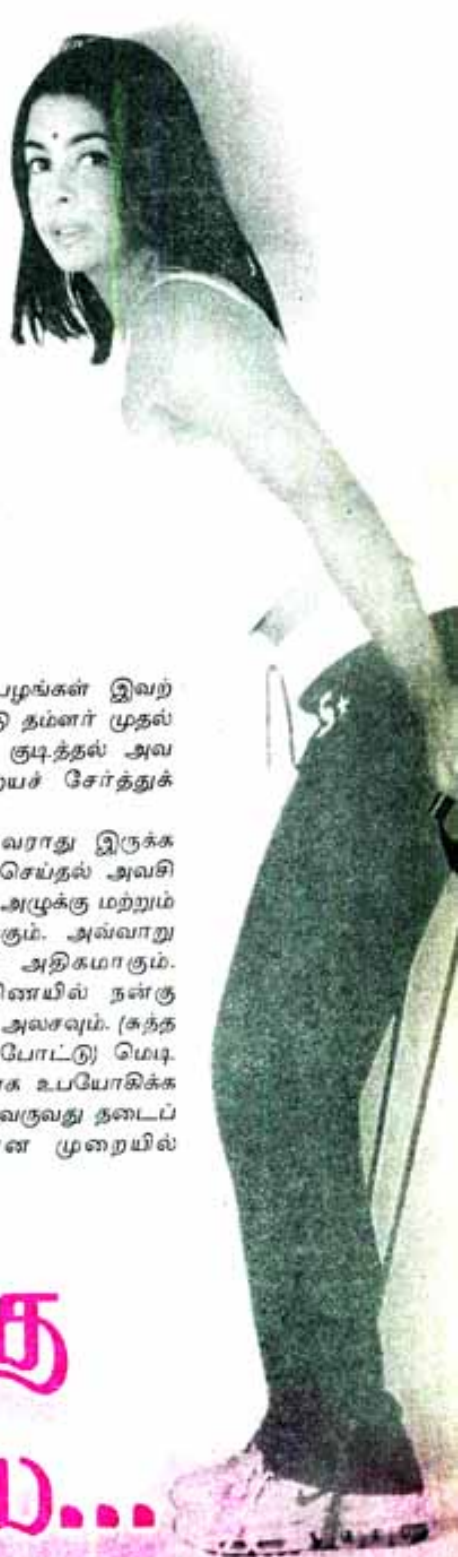 பழங்கள் இவற்
டு தம்ளர் முதல்
குடித்தல் அவ
றையச் சேர்த்துக்
வராது இருக்க
செய்தல் அவசி
அழுக்கு மற்றும்
கும். அவ்வாறு
அதிகமாகும்.
ணெயில் நன்கு
அலசவும். (சுத்த
போட்டு) மெடி
ாக உபயோகிக்க
வருவது தடைப்
ன முறையில்
கு
ய...
S+